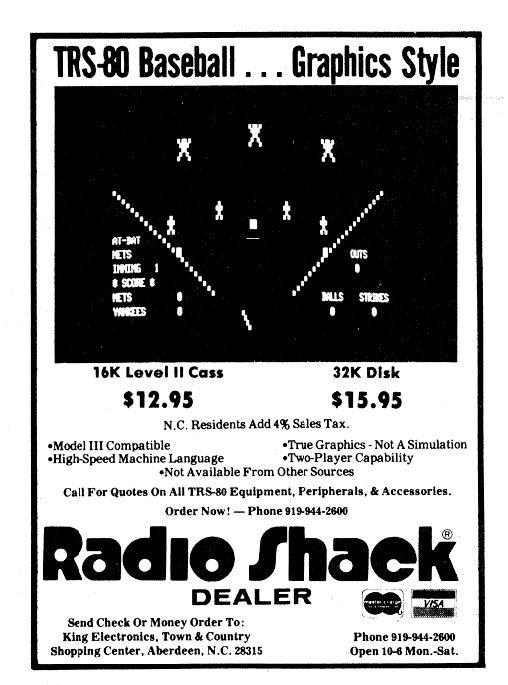 TRS-80 Baseball . . . Graphics Style
AT-BAT
METS
INNING 1
* SCORE *
METS 0
YANKEES 0
OUTS
0
BALLS STRIKES
0 0
16K Level II Cass
$12.95
32K Disk
$15.95
N.C. Residents Add 4% Sales Tax.
•Model III Compatible
•High-Speed Machine Language
•True Graphics - Not A Simulation
•Two-Player Capability
•Not Available From Other Sources
Call For Quotes On All TRS-80 Equipment, Peripherals, & Accessories.
Order Now! — Phone 919-944-2600
Radio Shack®
DEALER
master charge
VISA
Send Check Or Money Order To:
King Electronics, Town & Country
Shopping Center, Aberdeen, N.C. 28315
Phone 919-944-2600
Open 10-6 Mon.-Sat.